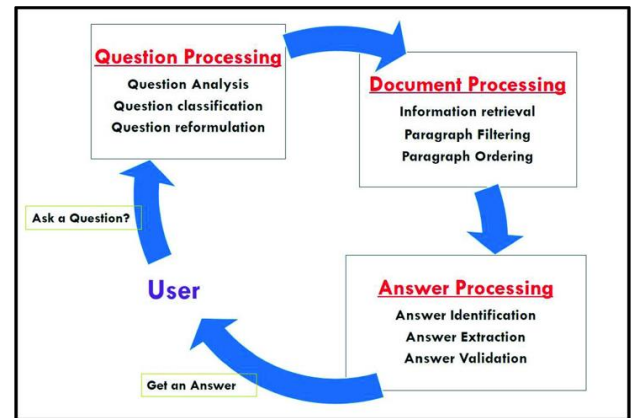 Question Processing
Question Analysis
Question classification
Question reformulation
Document Processing
Information retrieval
Paragraph Filtering
Paragraph Ordering
Ask a Question?
User
Answer Processing
Answer Identification
Answer Extraction
Answer Validation
Get an Answer